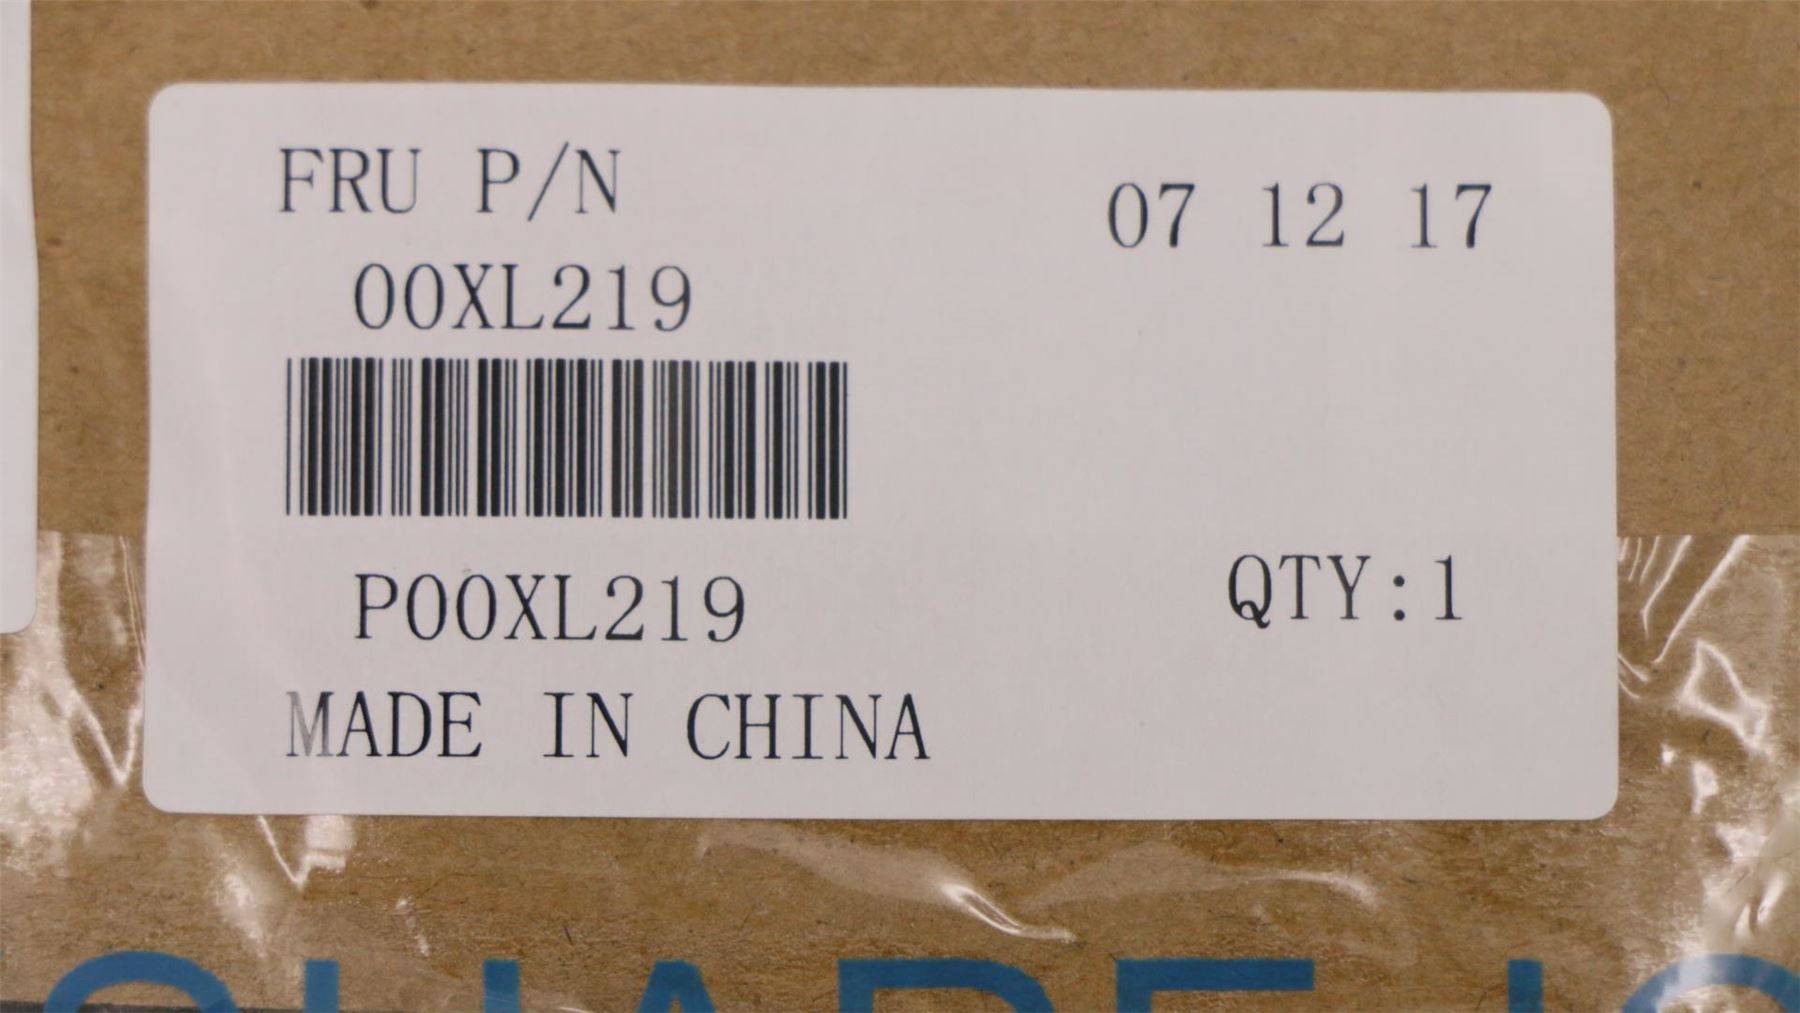 FRU P/N
07 12 17
00XL219
P00XL219
QTY:1
MADE IN CHINA